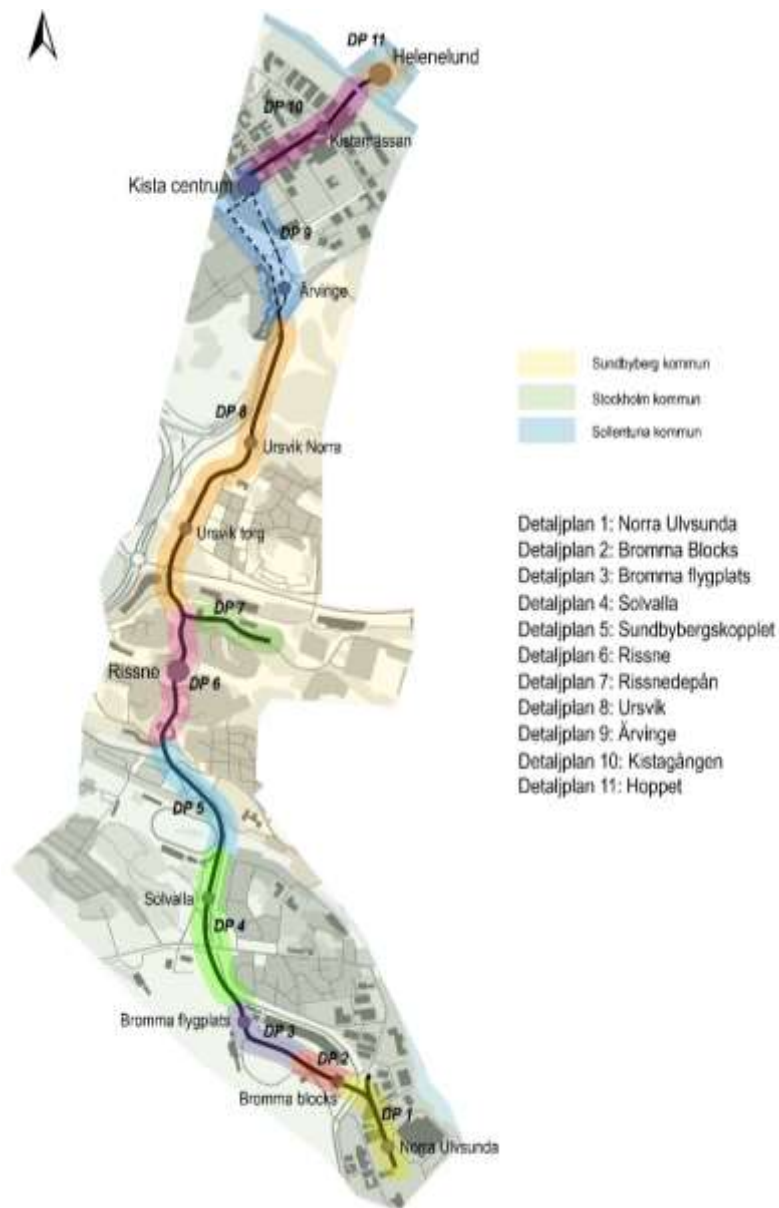 DP 11
Helenelund
DP 10
Kistamässan
Kista centrum
DP 9
Ärvinge
DP 8
Ursvik Norra
Ursvik torg
DP 7
Rissne
DP 6
DP 5
Solvalla
DP 4
Bromma flygplats
DP 3
DP 2
Bromma blocks
DP 1
Norra Ulvsunda
Sundbyberg kommun
Stockholm kommun
Sollentuna kommun
Detaljplan 1: Norra Ulvsunda
Detaljplan 2: Bromma Blocks
Detaljplan 3: Bromma flygplats
Detaljplan 4: Solvalla
Detaljplan 5: Sundbybergskopplet
Detaljplan 6: Rissne
Detaljplan 7: Rissnedepån
Detaljplan 8: Ursvik
Detaljplan 9: Ärvinge
Detaljplan 10: Kistagången
Detaljplan 11: Hoppet